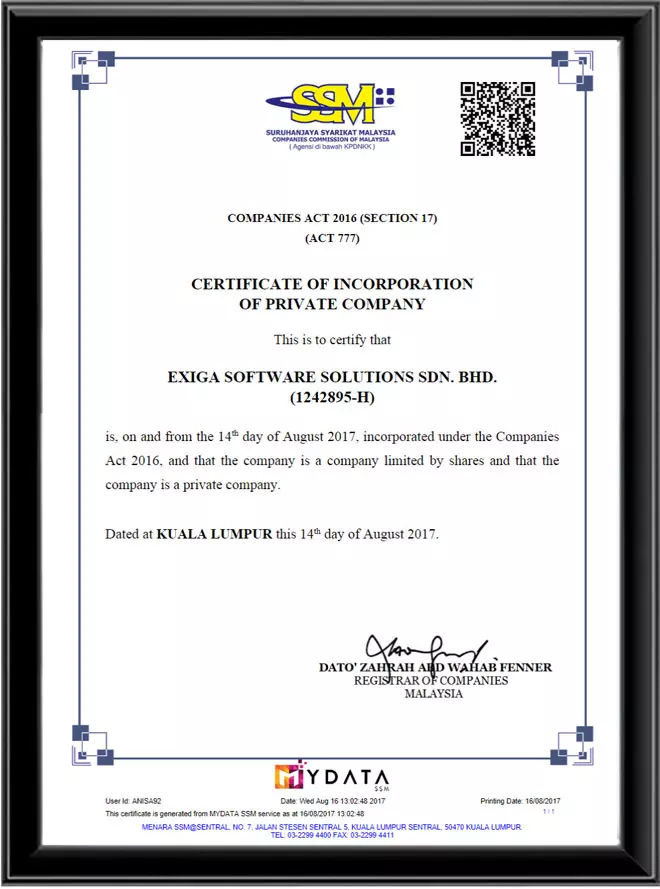 SSM
SURUHANJAYA SYARIKAT MALAYSIA
COMPANIES COMMISSION OF MALAYSIA
( Agensi di bawah KPDNKK )
COMPANIES ACT 2016 (SECTION 17)
(ACT 777)
CERTIFICATE OF INCORPORATION
OF PRIVATE COMPANY
This is to certify that
EXIGA SOFTWARE SOLUTIONS SDN. BHD.
(1242895-H)
is, on and from the 14th day of August 2017, incorporated under the Companies
Act 2016, and that the company is a company limited by shares and that the
company is a private company.
Dated at KUALA LUMPUR this 14th day of August 2017.
DATO' ZAHRAH ABD WAHAB FENNER
REGISTRAR OF COMPANIES
MALAYSIA
MYDATA
SSM
User Id: ANISA92 Date: Wed Aug 16 13:02:48 2017 Printing Date: 16/08/2017
This certificate is generated from MYDATA SSM service as at 16/08/2017 13:02:48 1 / 1
MENARA SSM@SENTRAL, NO. 7, JALAN STESEN SENTRAL 5, KUALA LUMPUR SENTRAL, 50470 KUALA LUMPUR.
TEL: 03-2299 4400 FAX: 03-2299 4411